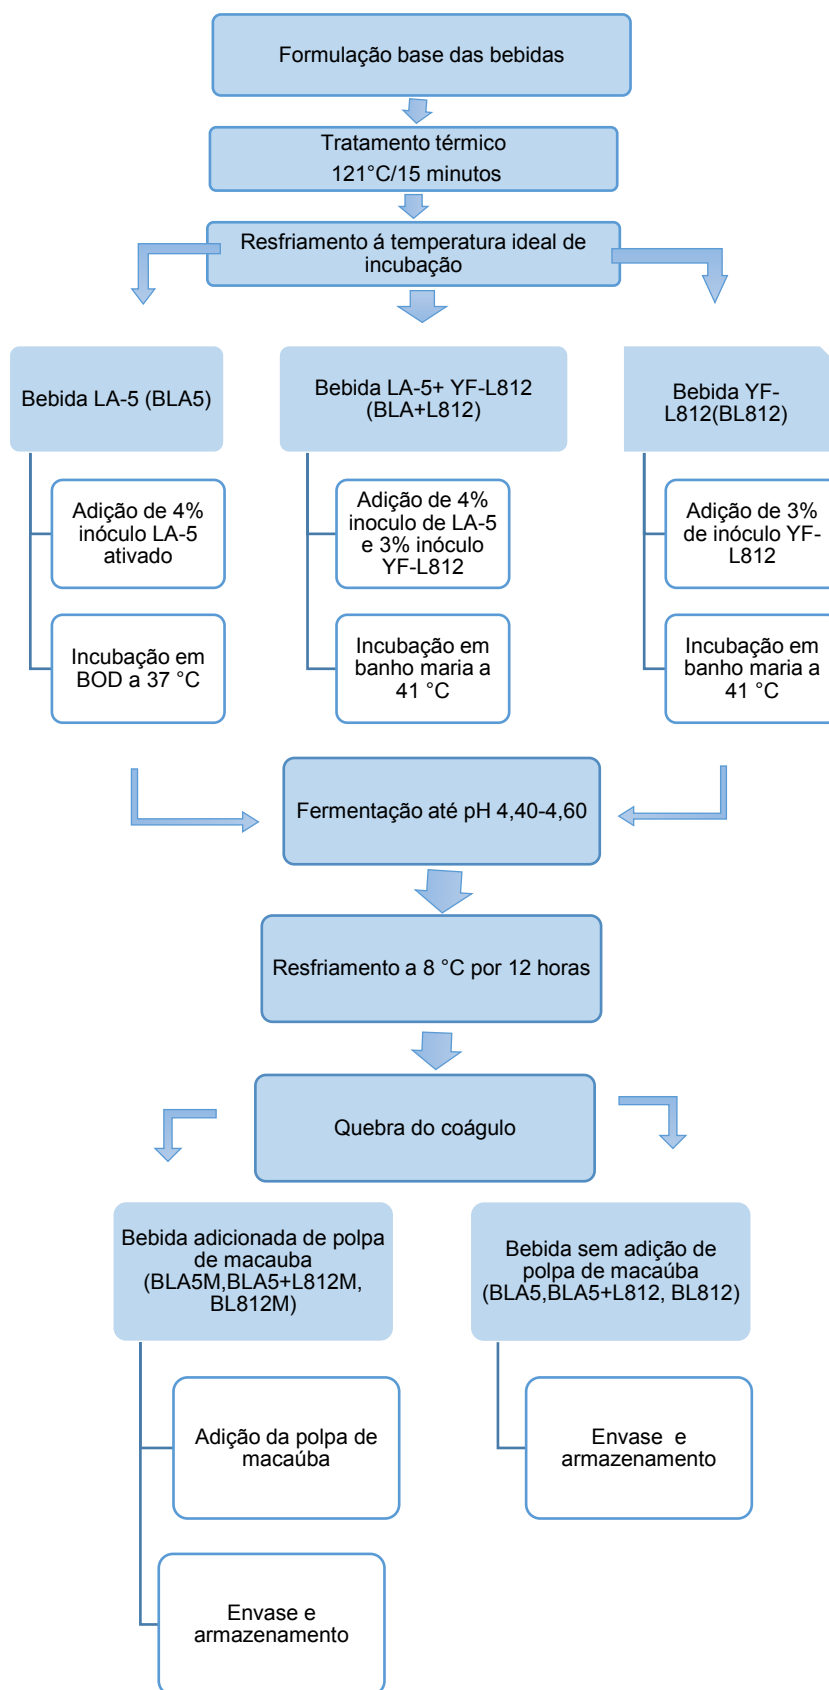 Formulação base das bebidas
Tratamento térmico
121°C/15 minutos
Resfriamento á temperatura ideal de
incubação
Bebida LA-5 (BLA5)
Adição de 4%
inóculo LA-5
ativado
Incubação em
BOD a 37 °C
Bebida LA-5+ YF-L812
(BLA+L812)
Adição de 4%
inoculo de LA-5
e 3% inóculo
YF-L812
Incubação em
banho maria a
41 °C
Bebida YF-
L812(BL812)
Adição de 3%
de inóculo YF-
L812
Incubação em
banho maria a
41 °C
Fermentação até pH 4,40-4,60
Resfriamento a 8 °C por 12 horas
Quebra do coágulo
Bebida adicionada de polpa
de macauba
(BLA5M,BLA5+L812M,
BL812M)
Adição da polpa de
macaúba
Envase e
armazenamento
Bebida sem adição de
polpa de macaúba
(BLA5,BLA5+L812, BL812)
Envase  e
armazenamento